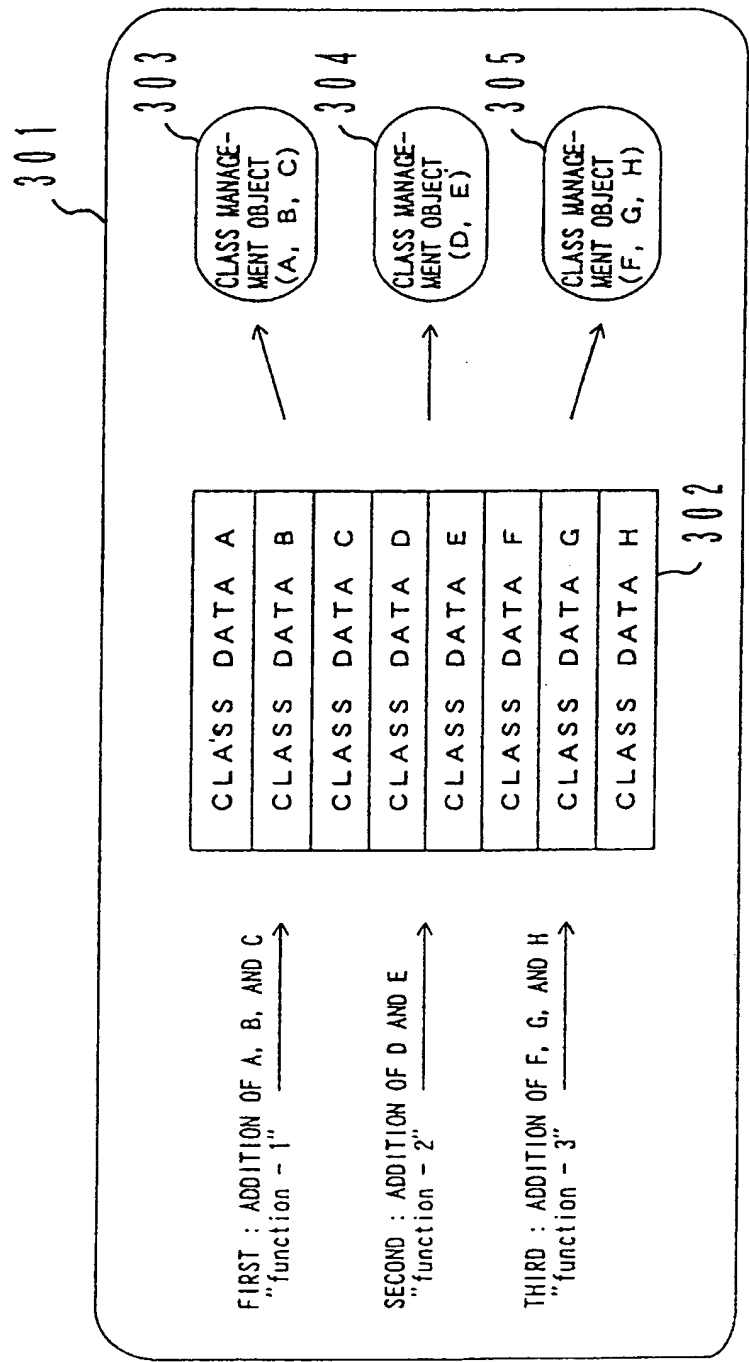 301
FIRST : ADDITION OF A, B, AND C
"function - 1"
SECOND : ADDITION OF D AND E
"function - 2"
THIRD : ADDITION OF F, G, AND H
"function - 3"
CLASS DATA A
CLASS DATA B
CLASS DATA C
CLASS DATA D
CLASS DATA E
CLASS DATA F
CLASS DATA G
CLASS DATA H
302
CLASS MANAGE-
MENT OBJECT
(A, B, C)
303
CLASS MANAGE-
MENT OBJECT
(D, E)
304
CLASS MANAGE-
MENT OBJECT
(F, G, H)
305